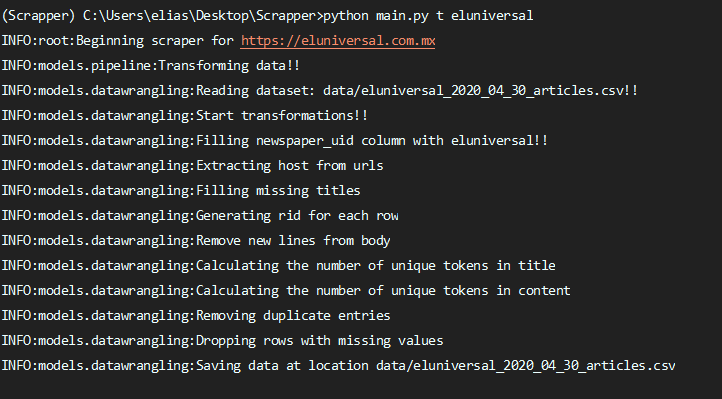 (Scrapper) C:\Users\elias\Desktop\Scrapper>python main.py t eluniversal
INFO:root:Beginning scraper for https://eluniversal.com.mx
INFO:models.pipeline:Transforming data!!
INFO:models.datawrangling:Reading dataset: data/eluniversal_2020_04_30_articles.csv!!
INFO:models.datawrangling:Start transformations!!
INFO:models.datawrangling:Filling newspaper_uid column with eluniversal!!
INFO:models.datawrangling:Extracting host from urls
INFO:models.datawrangling:Filling missing titles
INFO:models.datawrangling:Generating rid for each row
INFO:models.datawrangling:Remove new lines from body
INFO:models.datawrangling:Calculating the number of unique tokens in title
INFO:models.datawrangling:Calculating the number of unique tokens in content
INFO:models.datawrangling:Removing duplicate entries
INFO:models.datawrangling:Dropping rows with missing values
INFO:models.datawrangling:Saving data at location data/eluniversal_2020_04_30_articles.csv